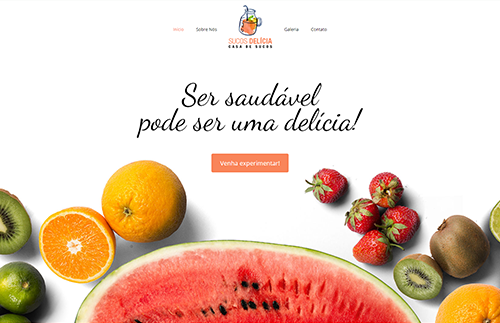 Início
Sobre Nós
Galeria
Contato
SUCOS DELÍCIA
CASA DE SUCOS
Ser saudável
pode ser uma delícia!
Venha experimentar!